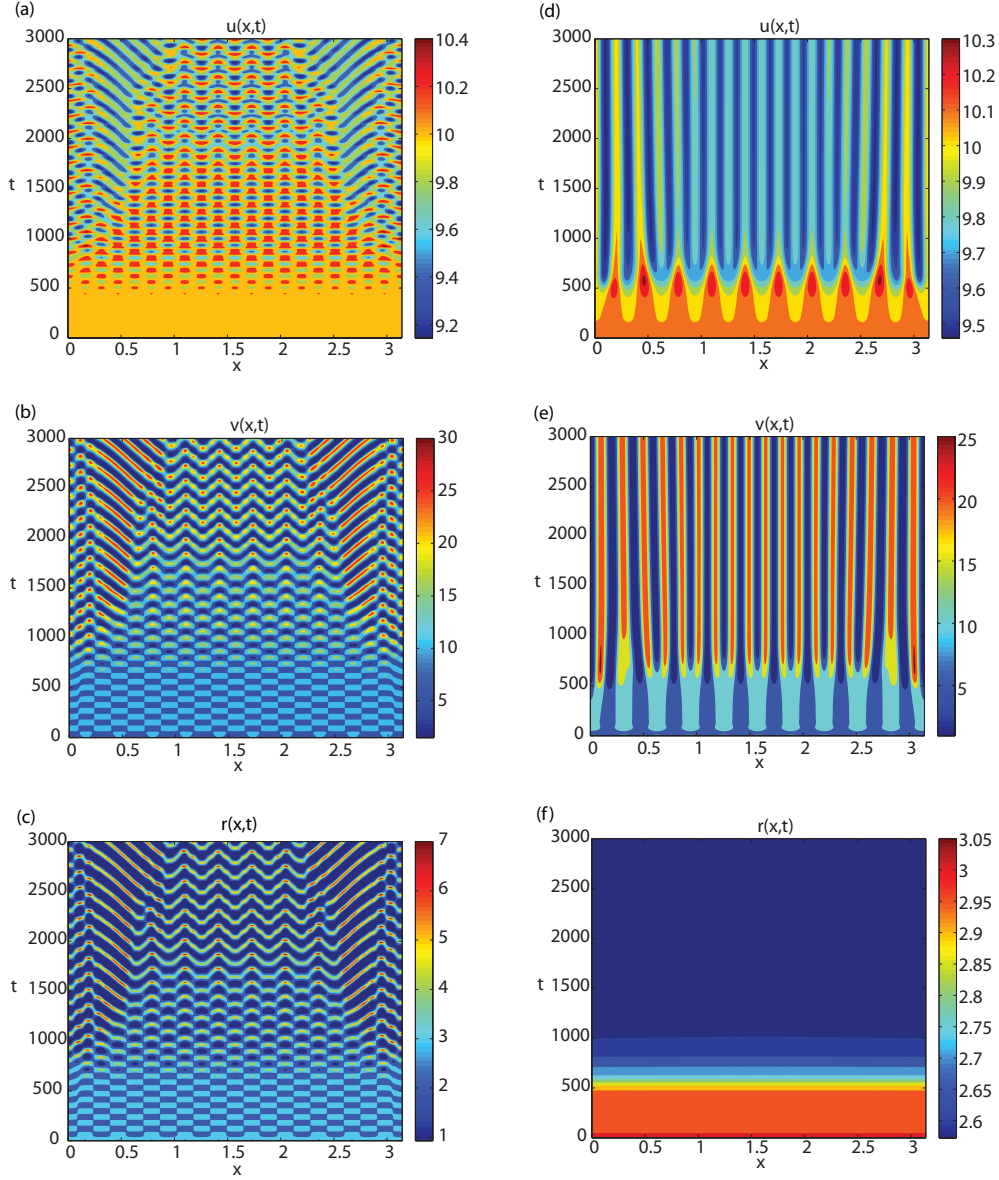 (a)
u(x,t)
3000
2500
2000
t
1500
1000
500
0
0 0.5 1 1.5 2 2.5 3
x
10.4
10.2
10
9.8
9.6
9.4
9.2
(d)
u(x,t)
3000
2500
2000
t
1500
1000
500
0
0 0.5 1 1.5 2 2.5 3
x
10.3
10.2
10.1
10
9.9
9.8
9.7
9.6
9.5
(b)
v(x,t)
3000
2500
2000
t
1500
1000
500
0
0 0.5 1 1.5 2 2.5 3
x
30
25
20
15
10
5
(e)
v(x,t)
3000
2500
2000
t
1500
1000
500
0
0 0.5 1 1.5 2 2.5 3
x
25
20
15
10
5
(c)
r(x,t)
3000
2500
2000
t
1500
1000
500
0
0 0.5 1 1.5 2 2.5 3
x
7
6
5
4
3
2
1
(f)
r(x,t)
3000
2500
2000
t
1500
1000
500
0
0 0.5 1 1.5 2 2.5 3
x
3.05
3
2.95
2.9
2.85
2.8
2.75
2.7
2.65
2.6